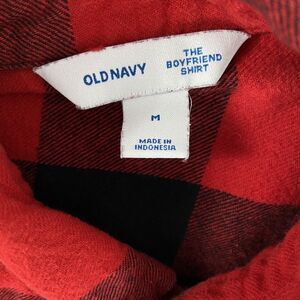 OLD NAVY
THE
BOYFRIEND
SHIRT
M
MADE IN
INDONESIA